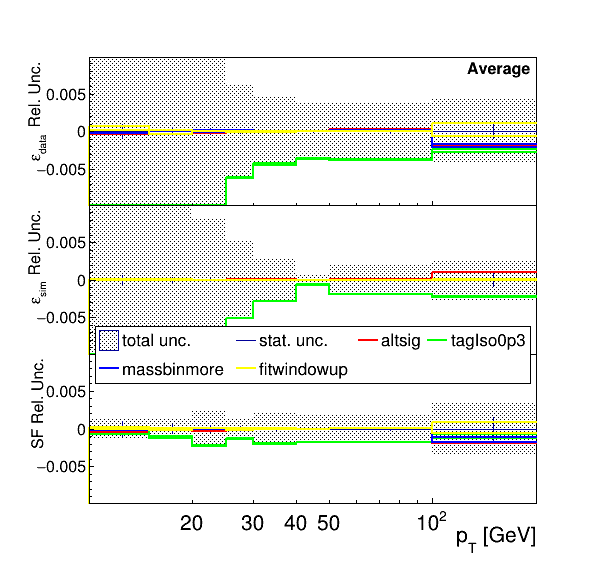 Average
ε_data Rel. Unc.
0.005
0
−0.005
ε_sim Rel. Unc.
0.005
0
−0.005
total unc. stat. unc. altsig tagIso0p3
massbinmore fitwindowup
SF Rel. Unc.
0.005
0
−0.005
20 30 40 50 10²
p_T [GeV]